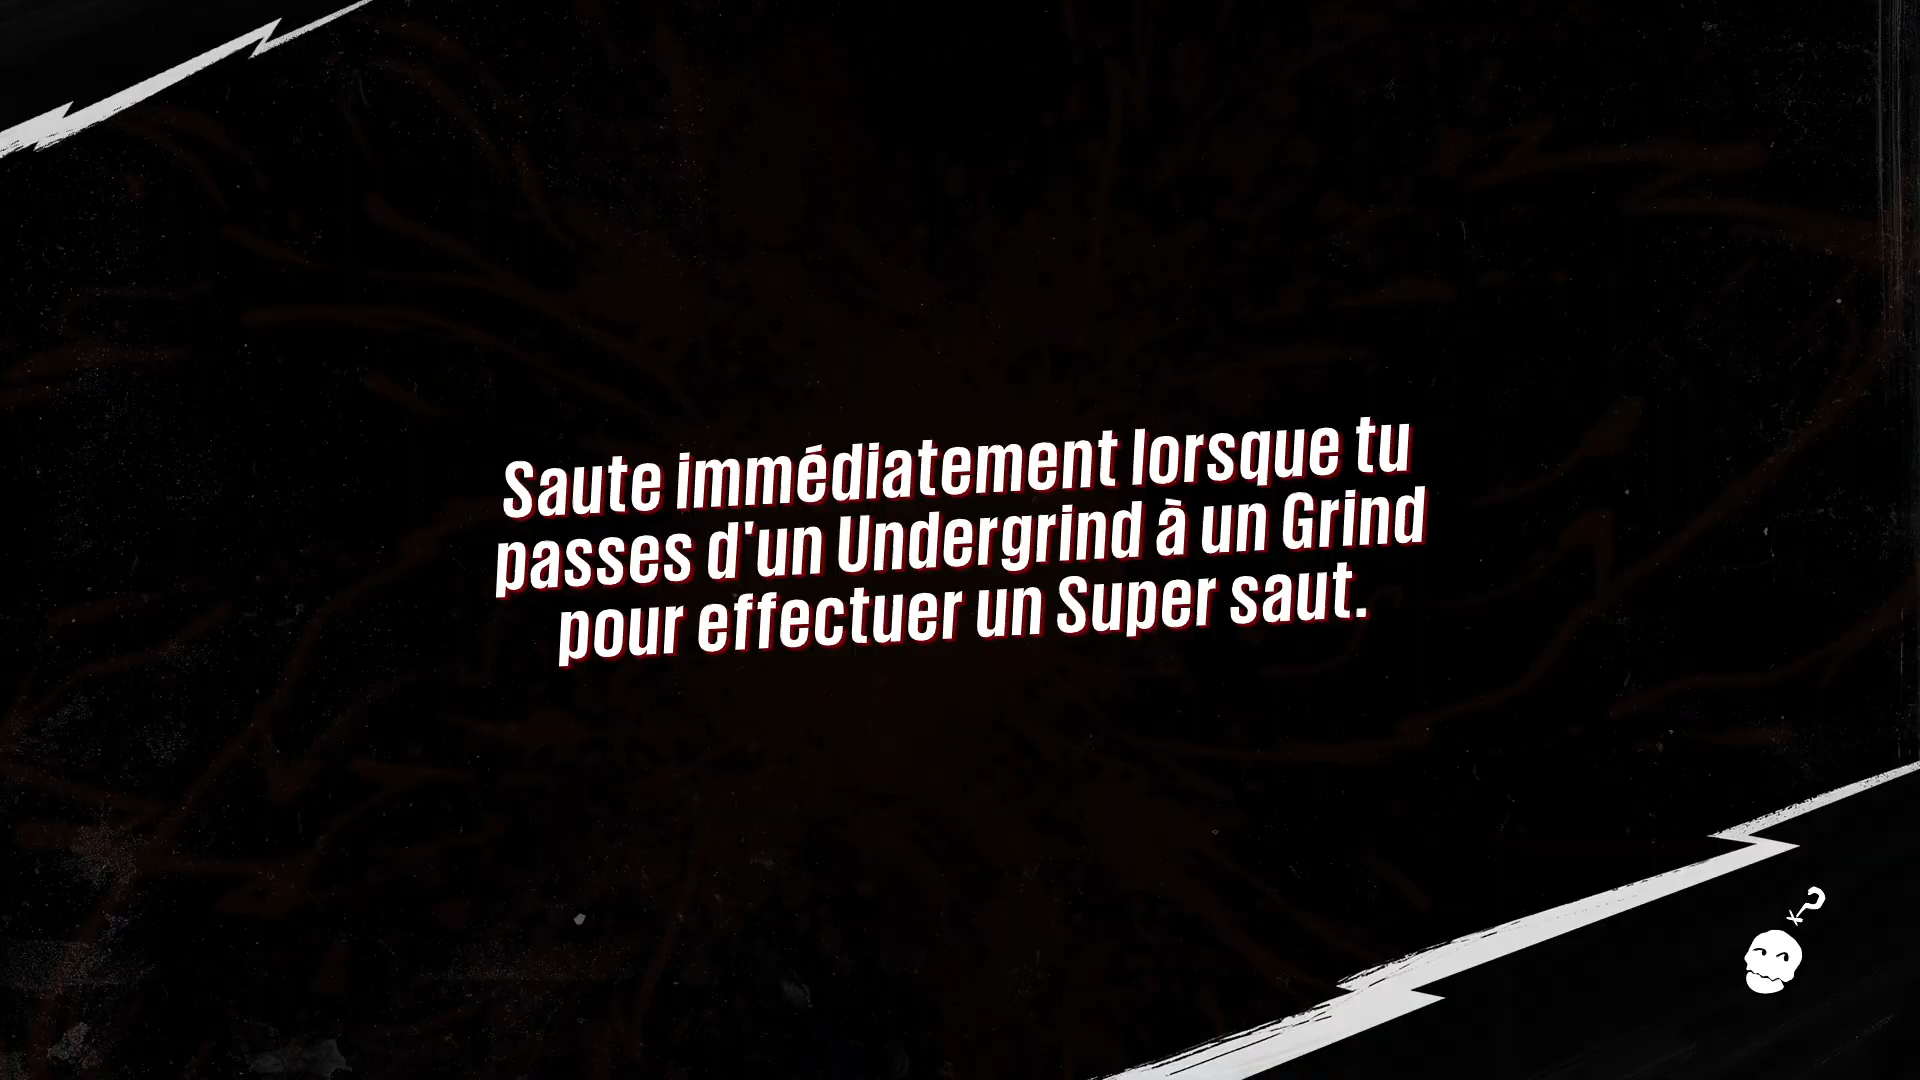 Saute immédiatement lorsque tu
passes d'un Undergrind à un Grind
pour effectuer un Super saut.